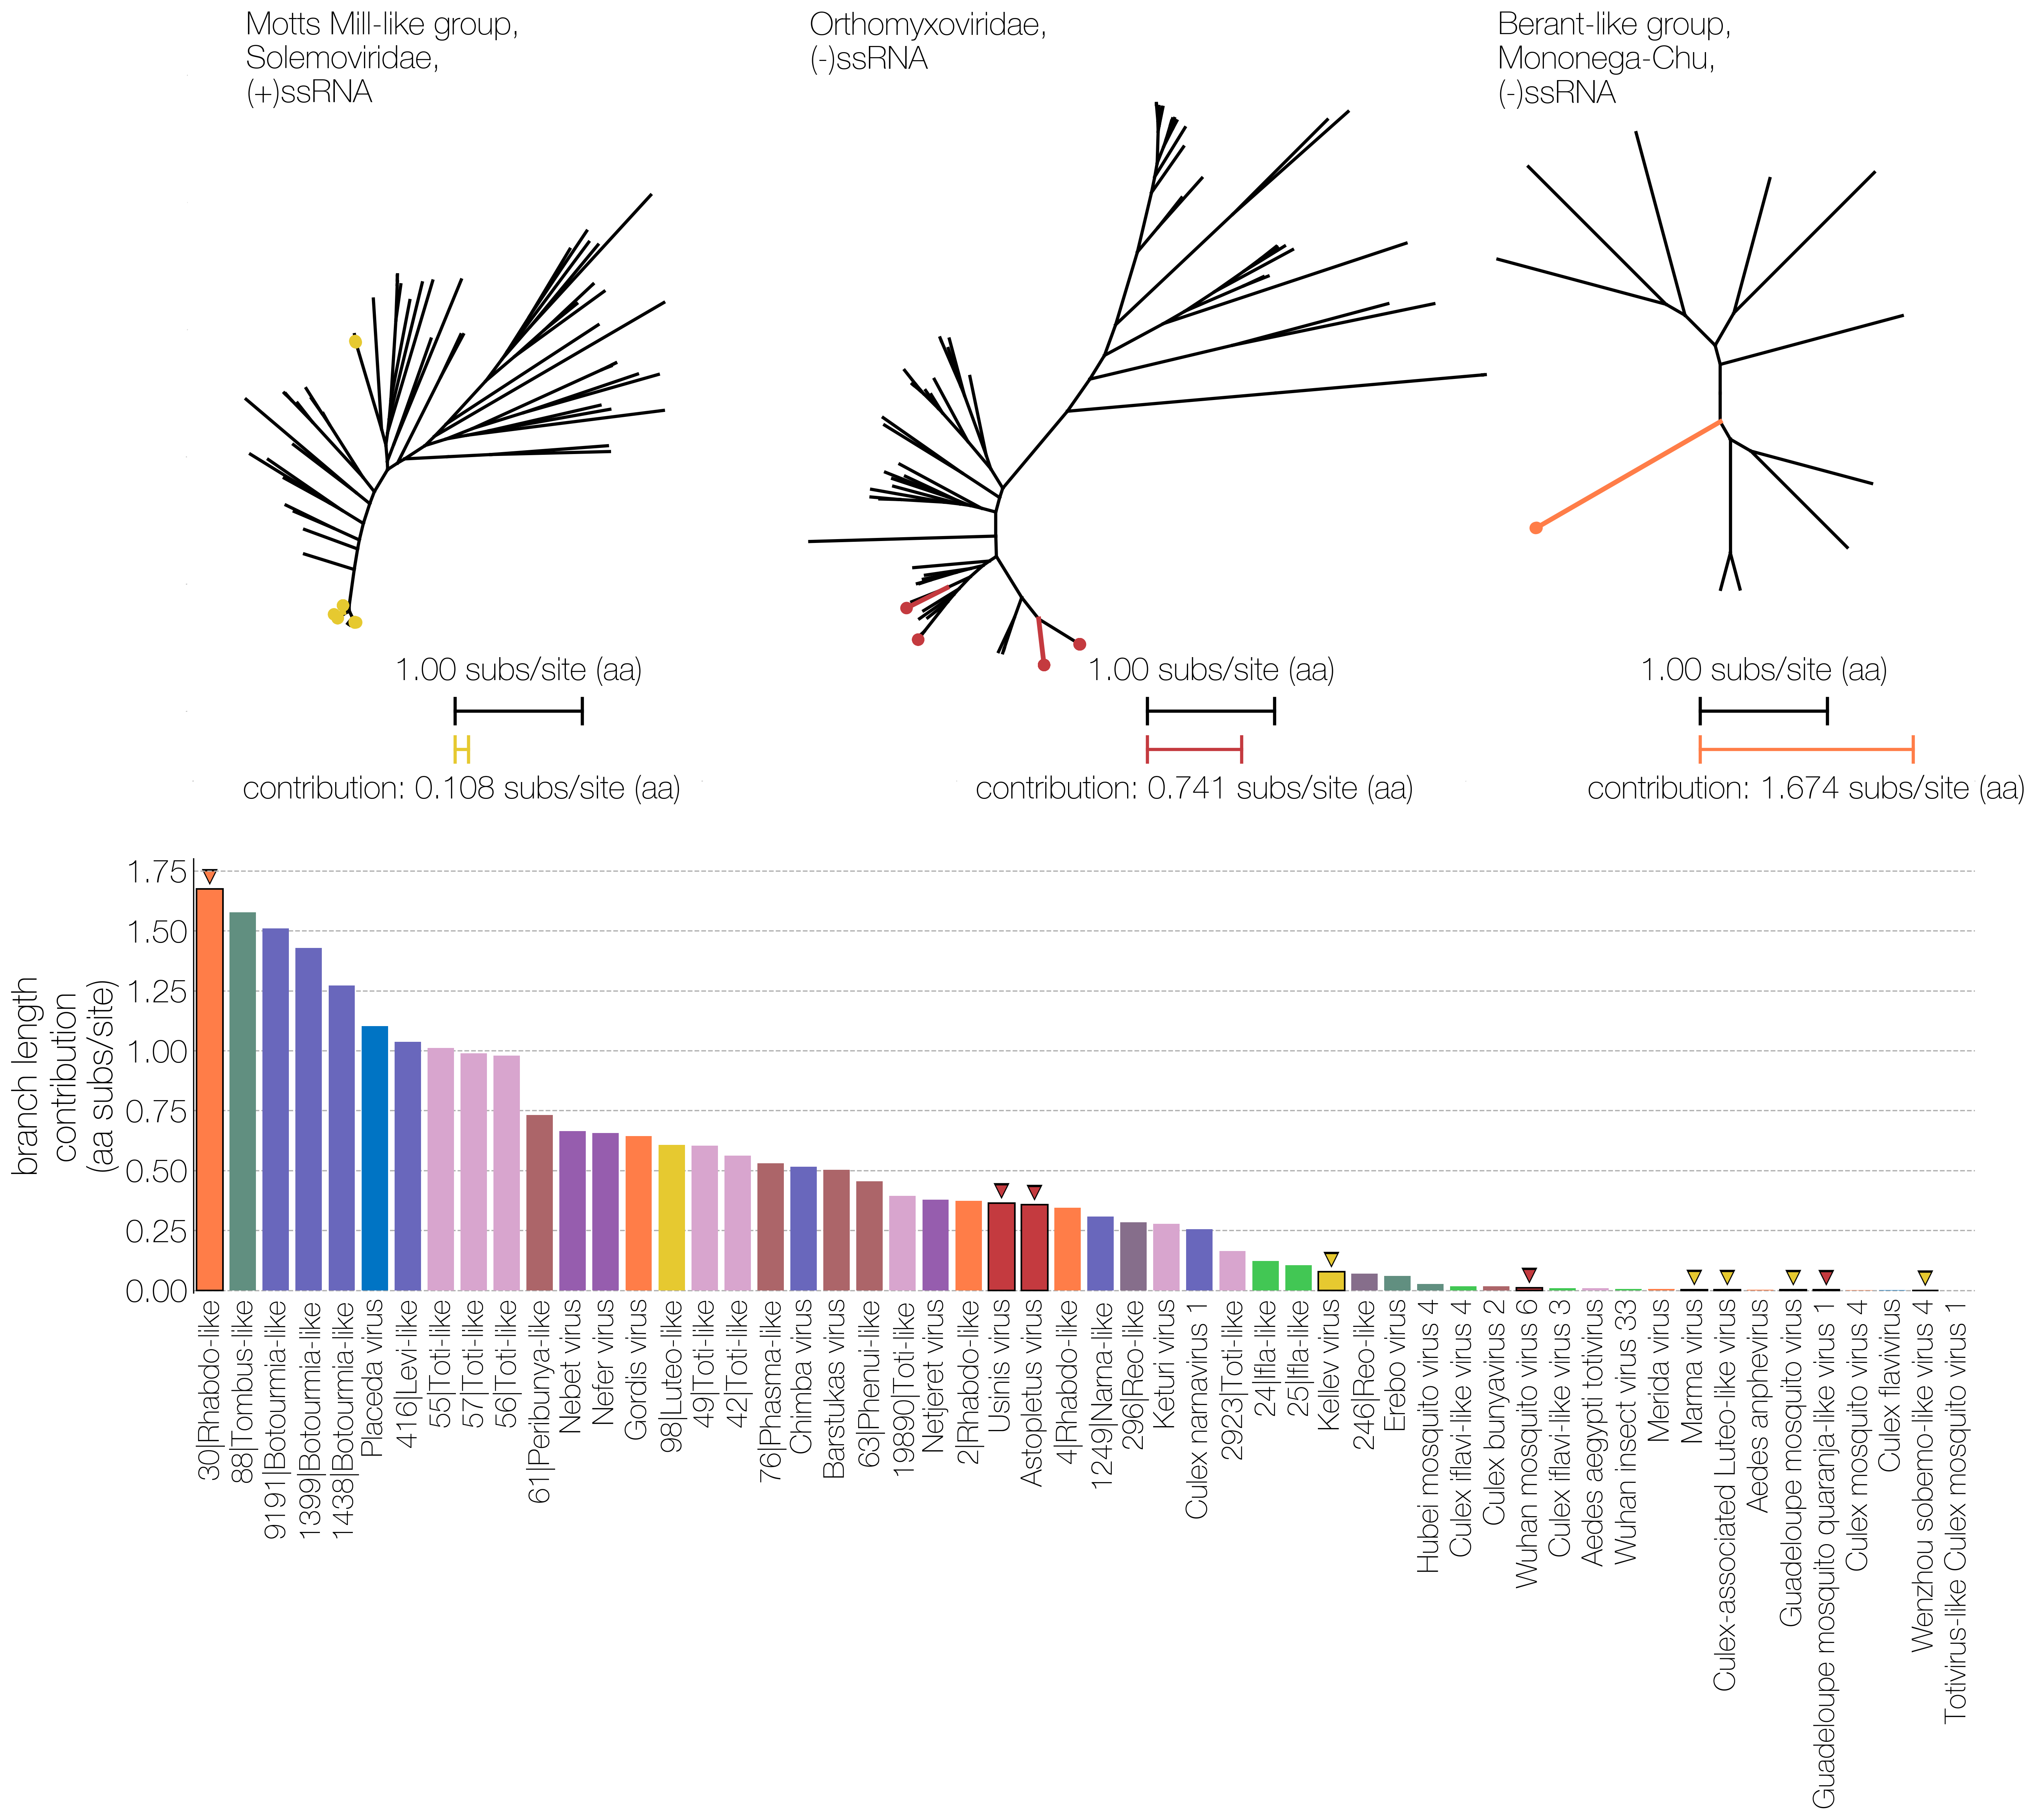 Motts Mill-like group,
Solemoviridae,
(+)ssRNA
Orthomyxoviridae,
(-)ssRNA
Berant-like group,
Mononega-Chu,
(-)ssRNA
1.00 subs/site (aa)
contribution: 0.108 subs/site (aa)
1.00 subs/site (aa)
contribution: 0.741 subs/site (aa)
1.00 subs/site (aa)
contribution: 1.674 subs/site (aa)
branch length
contribution
(aa subs/site)
1.75
1.50
1.25
1.00
0.75
0.50
0.25
0.00
30|Rhabdo-like
88|Tombus-like
9191|Botourmia-like
1399|Botourmia-like
1438|Botourmia-like
Placeda virus
416|Levi-like
55|Toti-like
57|Toti-like
56|Toti-like
61|Peribunya-like
Nebet virus
Nefer virus
Gordis virus
98|Luteo-like
49|Toti-like
42|Toti-like
76|Phasma-like
Chimba virus
Barstukas virus
63|Phenui-like
19890|Toti-like
Netjeret virus
2|Rhabdo-like
Usinis virus
Astopletus virus
4|Rhabdo-like
1249|Narna-like
296|Reo-like
Keturi virus
Culex narnavirus 1
2923|Toti-like
24|Ifla-like
25|Ifla-like
Kellev virus
246|Reo-like
Erebo virus
Hubei mosquito virus 4
Culex iflavi-like virus 4
Culex bunyavirus 2
Wuhan mosquito virus 6
Culex iflavi-like virus 3
Aedes aegypti totivirus
Wuhan insect virus 33
Merida virus
Marma virus
Culex-associated Luteo-like virus
Aedes anphevirus
Guadeloupe mosquito virus
Guadeloupe mosquito quaranja-like virus 1
Culex mosquito virus 4
Culex flavivirus
Wenzhou sobemo-like virus 4
Totivirus-like Culex mosquito virus 1